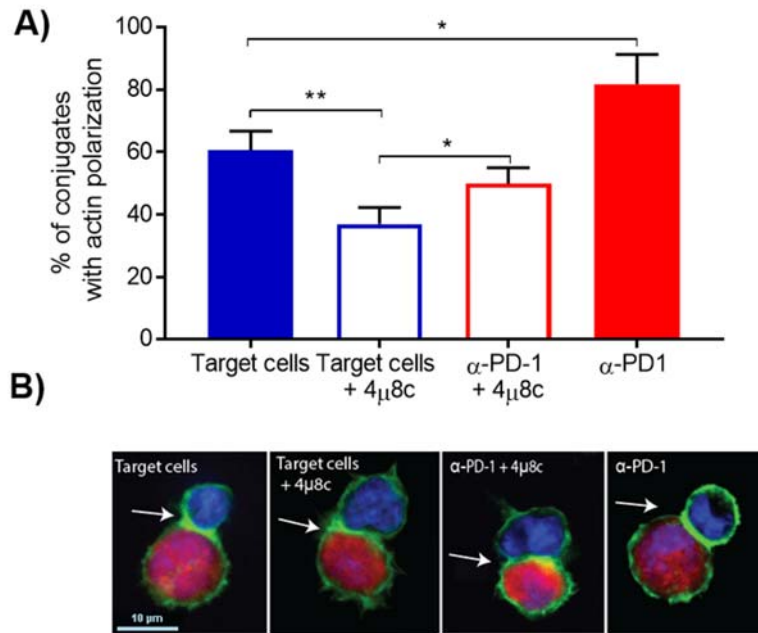 A)
% of conjugates
with actin polarization
100
80
60
40
20
0
*
**
*
Target cells
Target cells
+ 4µ8c
α-PD-1
+ 4µ8c
α-PD1
B)
Target cells
Target cells
+ 4µ8c
α-PD-1 + 4µ8c
α-PD-1
10 µm